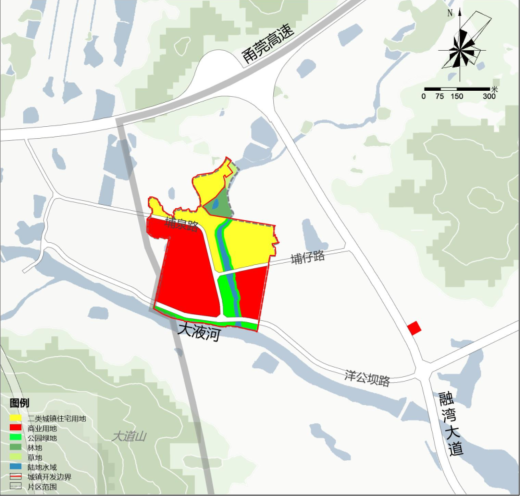 甬莞高速
N
0 75 150 300 米
埔仔路
大液河
洋公坝路
融湾大道
大道山
图例
二类城镇住宅用地
商业用地
公园绿地
林地
草地
陆地水域
城镇开发边界
片区范围